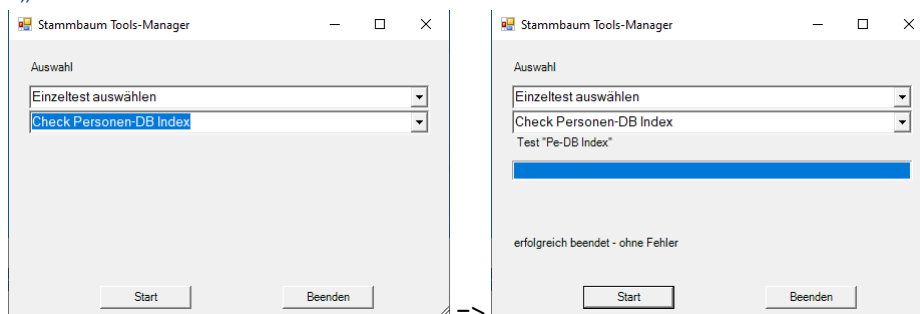 „
Stammbaum Tools-Manager
Auswahl
Einzeltest auswählen
Check Personen-DB Index
Start Beenden
=>
Stammbaum Tools-Manager
Auswahl
Einzeltest auswählen
Check Personen-DB Index
Test "Pe-DB Index"
erfolgreich beendet - ohne Fehler
Start Beenden